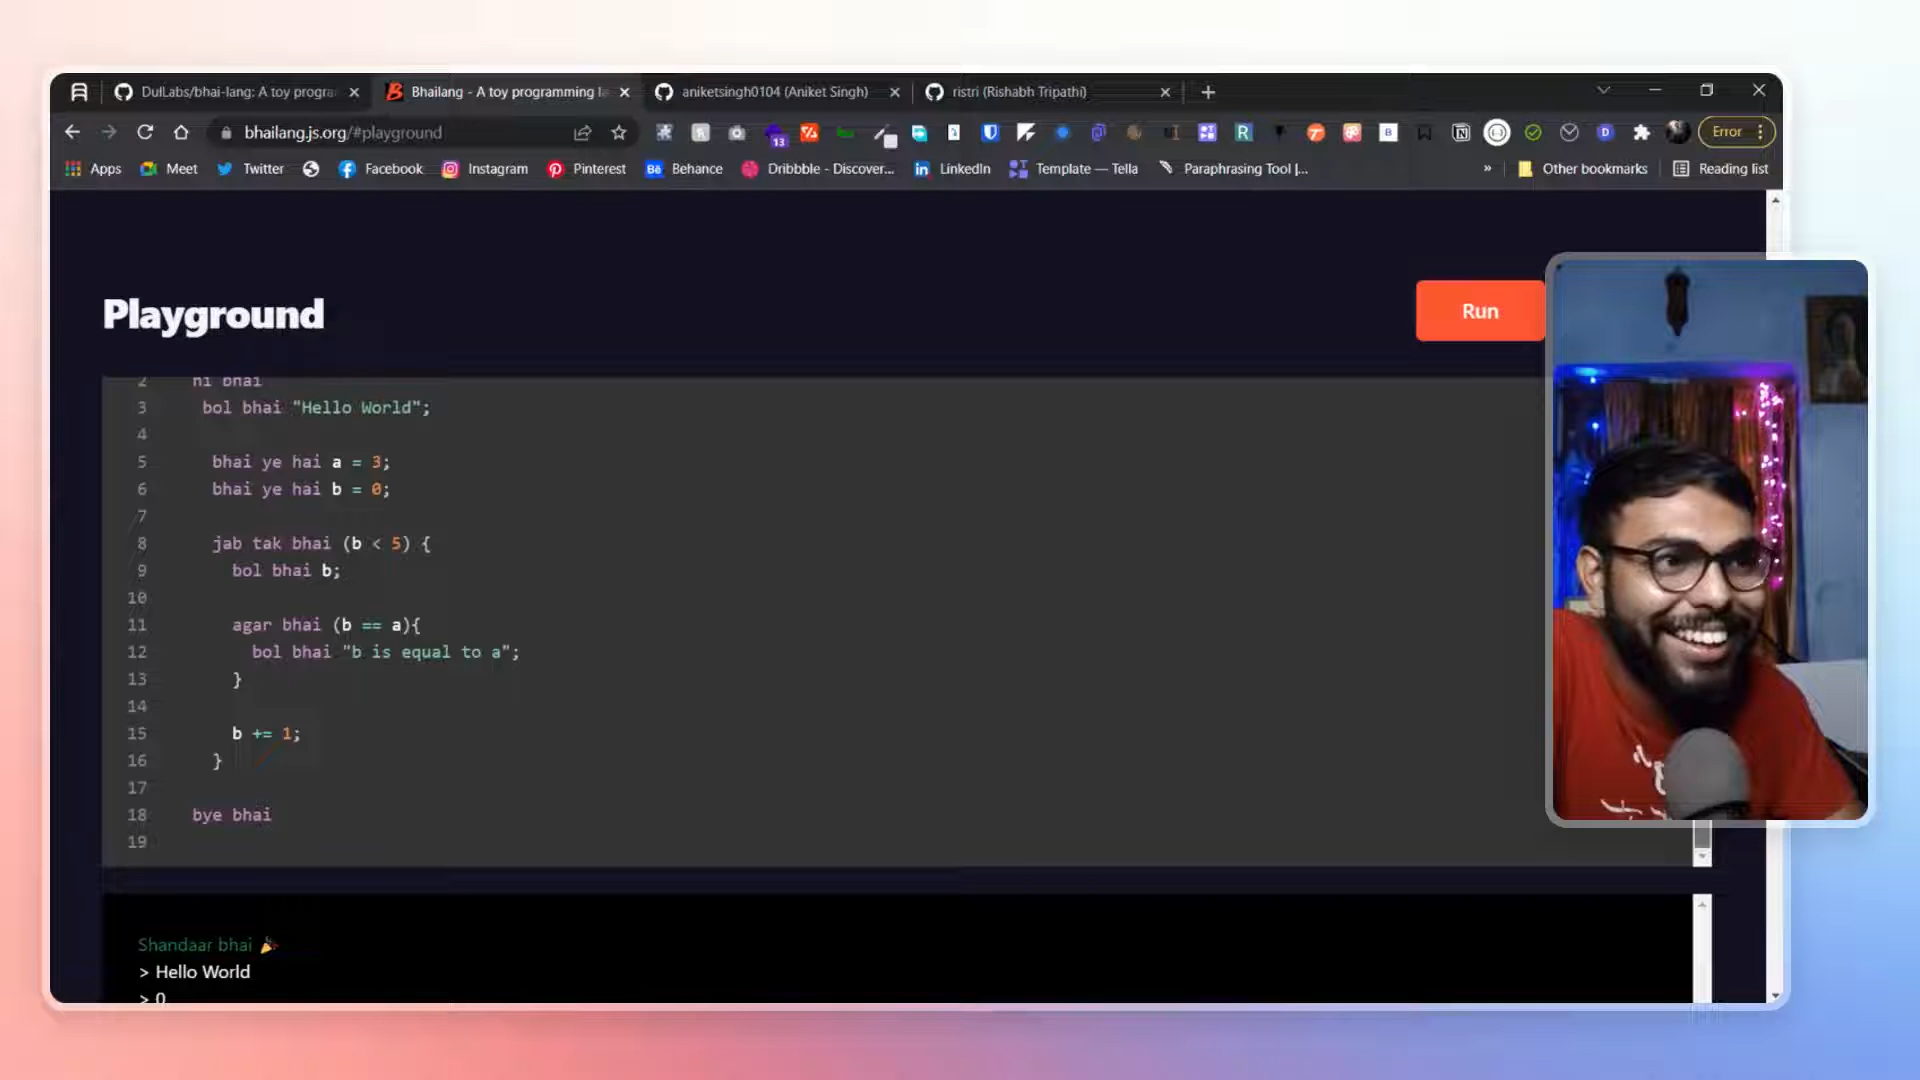 DulLabs/bhai-lang: A toy progra
Bhailang - A toy programming la
aniketsingh0104 (Aniket Singh)
ristri (Rishabh Tripathi)
bhailang.js.org/#playground
13
Error
Apps
Meet
Twitter
Facebook
Instagram
Pinterest
Behance
Dribbble - Discover...
LinkedIn
Template — Tella
Paraphrasing Tool |...
»
Other bookmarks
Reading list
Playground
Run
2 hi bhai
3 bol bhai "Hello World";
4
5 bhai ye hai a = 3;
6 bhai ye hai b = 0;
7
8 jab tak bhai (b < 5) {
9 bol bhai b;
10
11 agar bhai (b == a){
12 bol bhai "b is equal to a";
13 }
14
15 b += 1;
16 }
17
18 bye bhai
19
Shandaar bhai 🎉
> Hello World
> 0